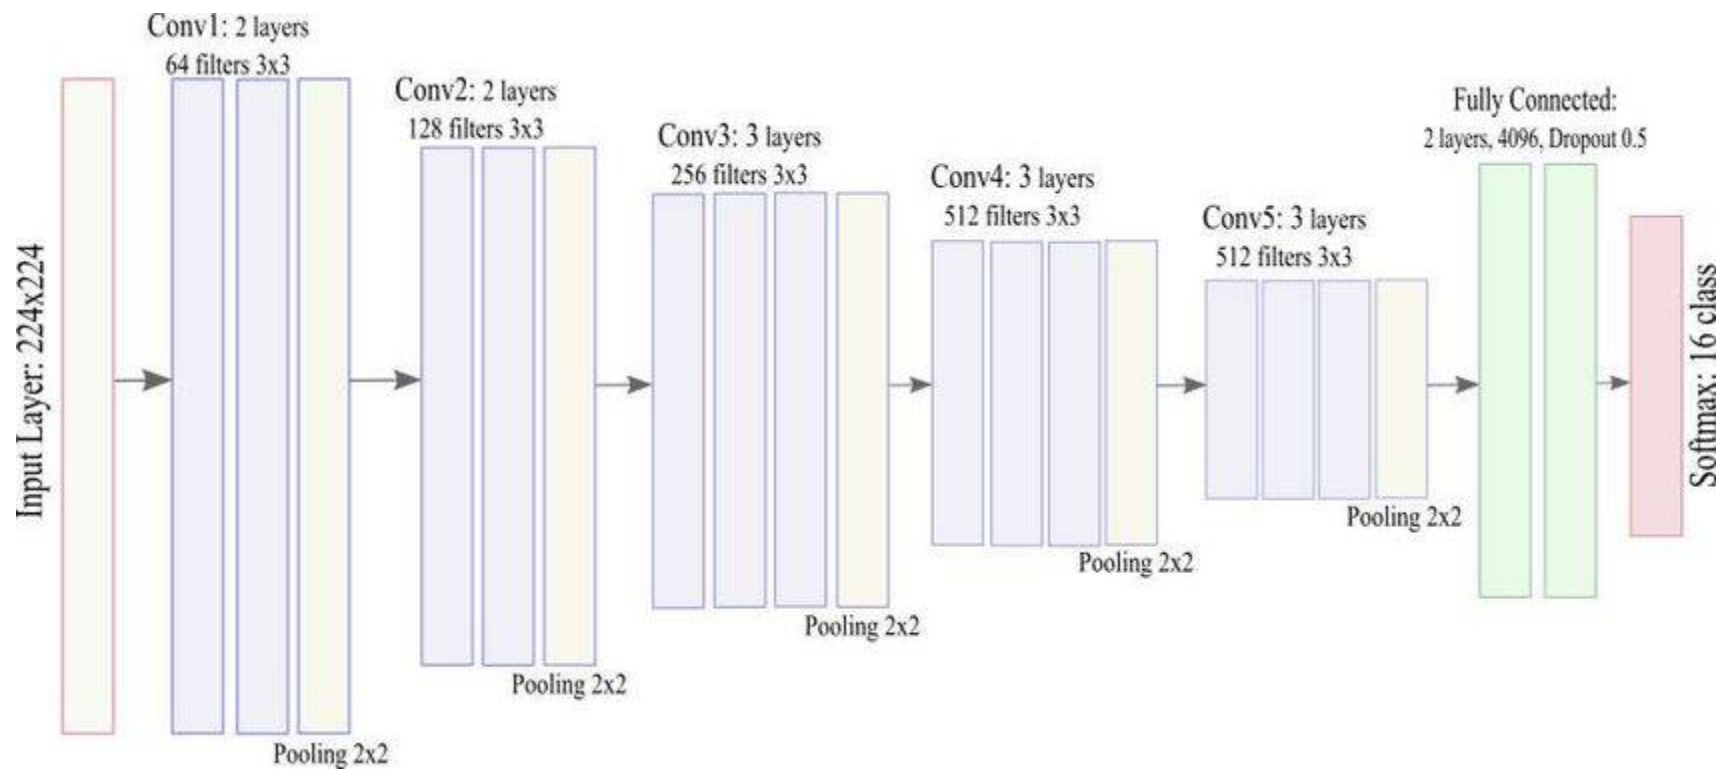 Input Layer: 224x224
Conv1: 2 layers
64 filters 3x3
Pooling 2x2
Conv2: 2 layers
128 filters 3x3
Pooling 2x2
Conv3: 3 layers
256 filters 3x3
Pooling 2x2
Conv4: 3 layers
512 filters 3x3
Pooling 2x2
Conv5: 3 layers
512 filters 3x3
Pooling 2x2
Fully Connected:
2 layers, 4096, Dropout 0.5
Softmax: 16 class